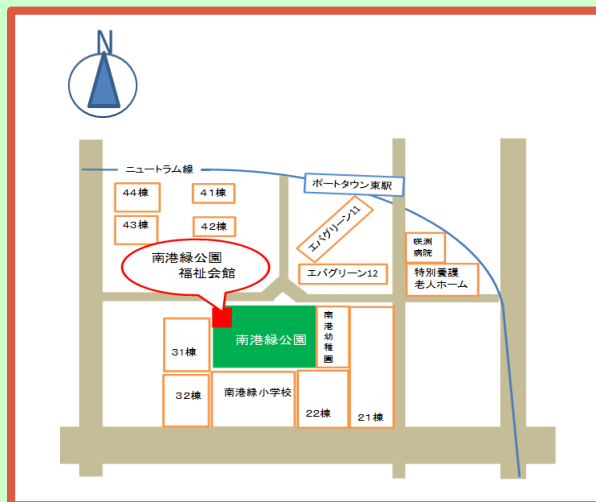 N
ニュートラム線
ポートタウン東駅
44棟
41棟
43棟
42棟
エバグリーン11
咲洲
病院
南港緑公園
福祉会館
エバグリーン12
特別養護
老人ホーム
31棟
南港緑公園
南港幼稚園
32棟
南港緑小学校
22棟
21棟